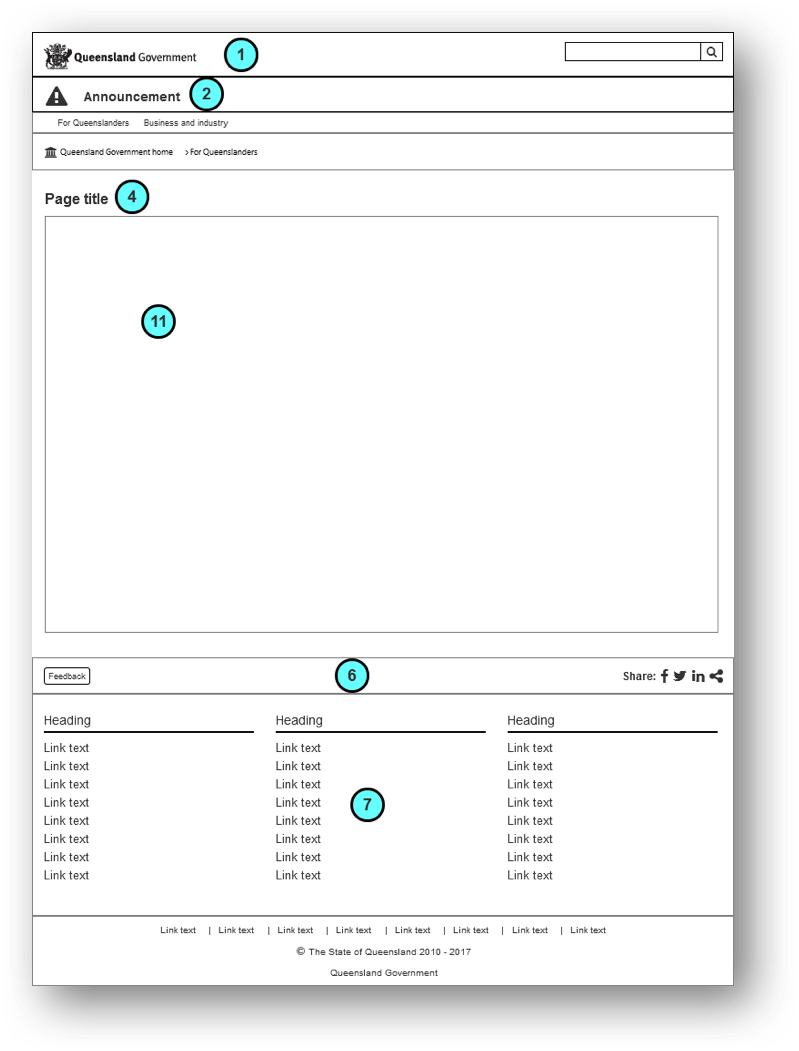 Queensland Government 1
Announcement 2
For Queenslanders Business and industry
Queensland Government home > For Queenslanders
Page title 4
11
Feedback 6 Share:
Heading Heading Heading
Link text Link text Link text
Link text Link text Link text
Link text Link text Link text
Link text Link text 7 Link text
Link text Link text Link text
Link text Link text Link text
Link text Link text Link text
Link text Link text Link text
Link text | Link text | Link text | Link text | Link text | Link text | Link text | Link text
© The State of Queensland 2010 - 2017
Queensland Government